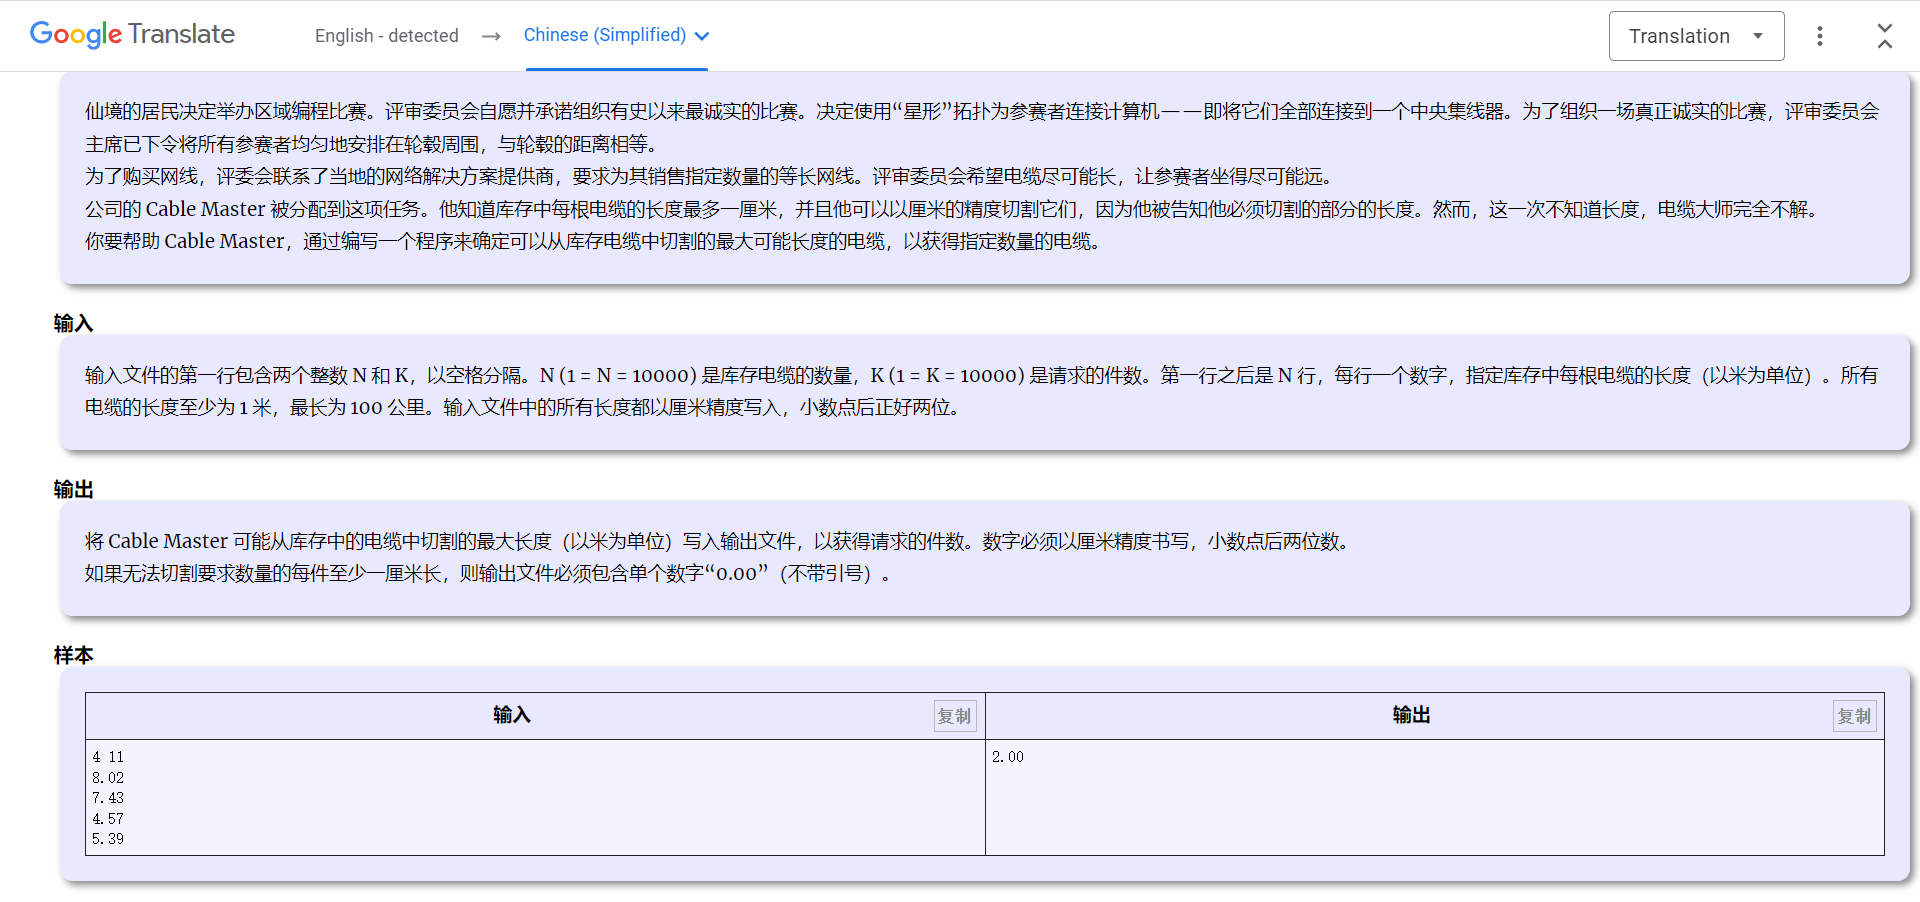 Google Translate English - detected → Chinese (Simplified) Translation
仙境的居民决定举办区域编程比赛。评审委员会自愿并承诺组织有史以来最诚实的比赛。决定使用“星形”拓扑为参赛者连接计算机——即将它们全部连接到一个中央集线器。为了组织一场真正诚实的比赛，评审委员会
主席已下令将所有参赛者均匀地安排在轮毂周围，与轮毂的距离相等。
为了购买网线，评委会联系了当地的网络解决方案提供商，要求为其销售指定数量的等长网线。评审委员会希望电缆尽可能长，让参赛者坐得尽可能远。
公司的 Cable Master 被分配到这项任务。他知道库存中每根电缆的长度最多一厘米，并且他可以以厘米的精度切割它们，因为他被告知他必须切割的部分的长度。然而，这一次不知道长度，电缆大师完全不解。
你要帮助 Cable Master，通过编写一个程序来确定可以从库存电缆中切割的最大可能长度的电缆，以获得指定数量的电缆。
输入
输入文件的第一行包含两个整数 N 和 K，以空格分隔。N (1 = N = 10000) 是库存电缆的数量，K (1 = K = 10000) 是请求的件数。第一行之后是 N 行，每行一个数字，指定库存中每根电缆的长度（以米为单位）。所有
电缆的长度至少为 1 米，最长为 100 公里。输入文件中的所有长度都以厘米精度写入，小数点后正好两位。
输出
将 Cable Master 可能从库存中的电缆中切割的最大长度（以米为单位）写入输出文件，以获得请求的件数。数字必须以厘米精度书写，小数点后两位数。
如果无法切割要求数量的每件至少一厘米长，则输出文件必须包含单个数字“0.00”（不带引号）。
样本
输入 复制 输出 复制
4 11 2.00
8.02
7.43
4.57
5.39